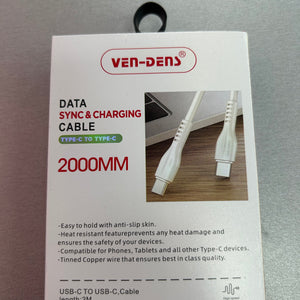 VEN-DENS®
DATA
SYNC & CHARGING
CABLE
TYPE-C TO TYPE-C
2000MM
-Easy to hold with anti-slip skin.
-Heat resistant featureprevents any heat damage and
ensures the safety of your devices.
-Compatible for Phones, Tablets and all other Type-C devices.
-Tinned Copper wire that ensures best in class quality.
USB-C TO USB-C,Cable
length:2M